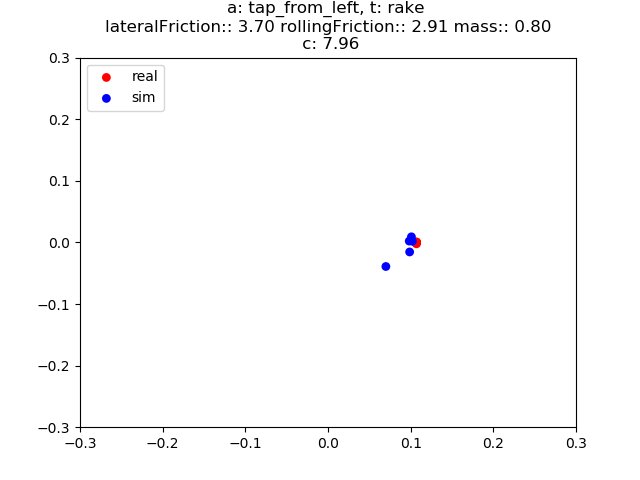 a: tap_from_left, t: rake
lateralFriction:: 3.70 rollingFriction:: 2.91 mass:: 0.80
c: 7.96
real
sim
0.3
0.2
0.1
0.0
−0.1
−0.2
−0.3
−0.3
−0.2
−0.1
0.0
0.1
0.2
0.3